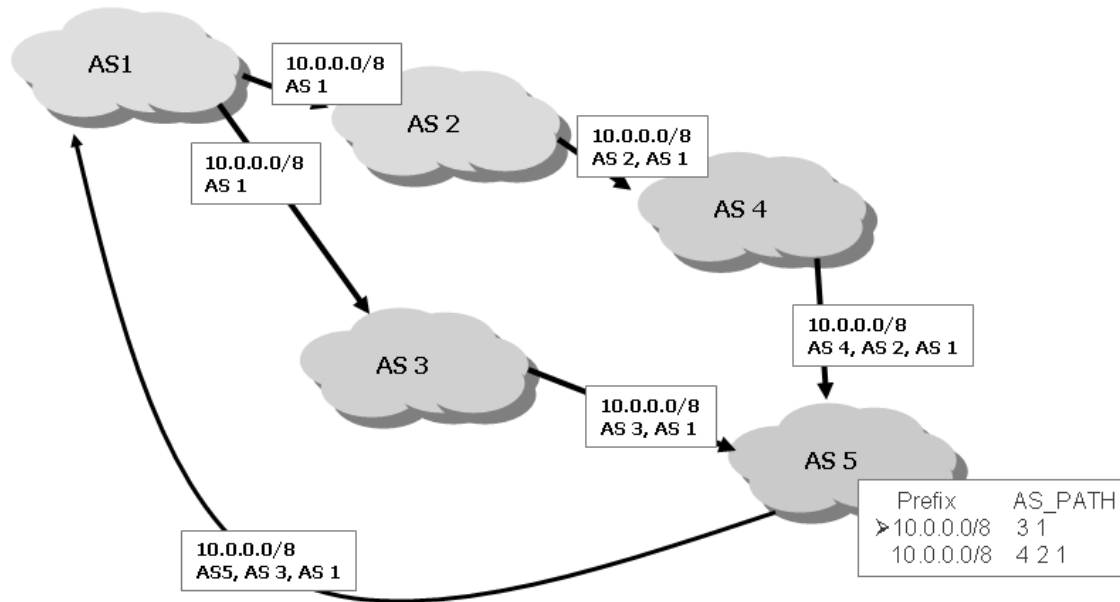 AS1
10.0.0.0/8
AS 1
AS 2
10.0.0.0/8
AS 2, AS 1
10.0.0.0/8
AS 1
AS 4
10.0.0.0/8
AS 4, AS 2, AS 1
AS 3
10.0.0.0/8
AS 3, AS 1
AS 5
Prefix AS_PATH
➢10.0.0.0/8 3 1
10.0.0.0/8 4 2 1
10.0.0.0/8
AS5, AS 3, AS 1